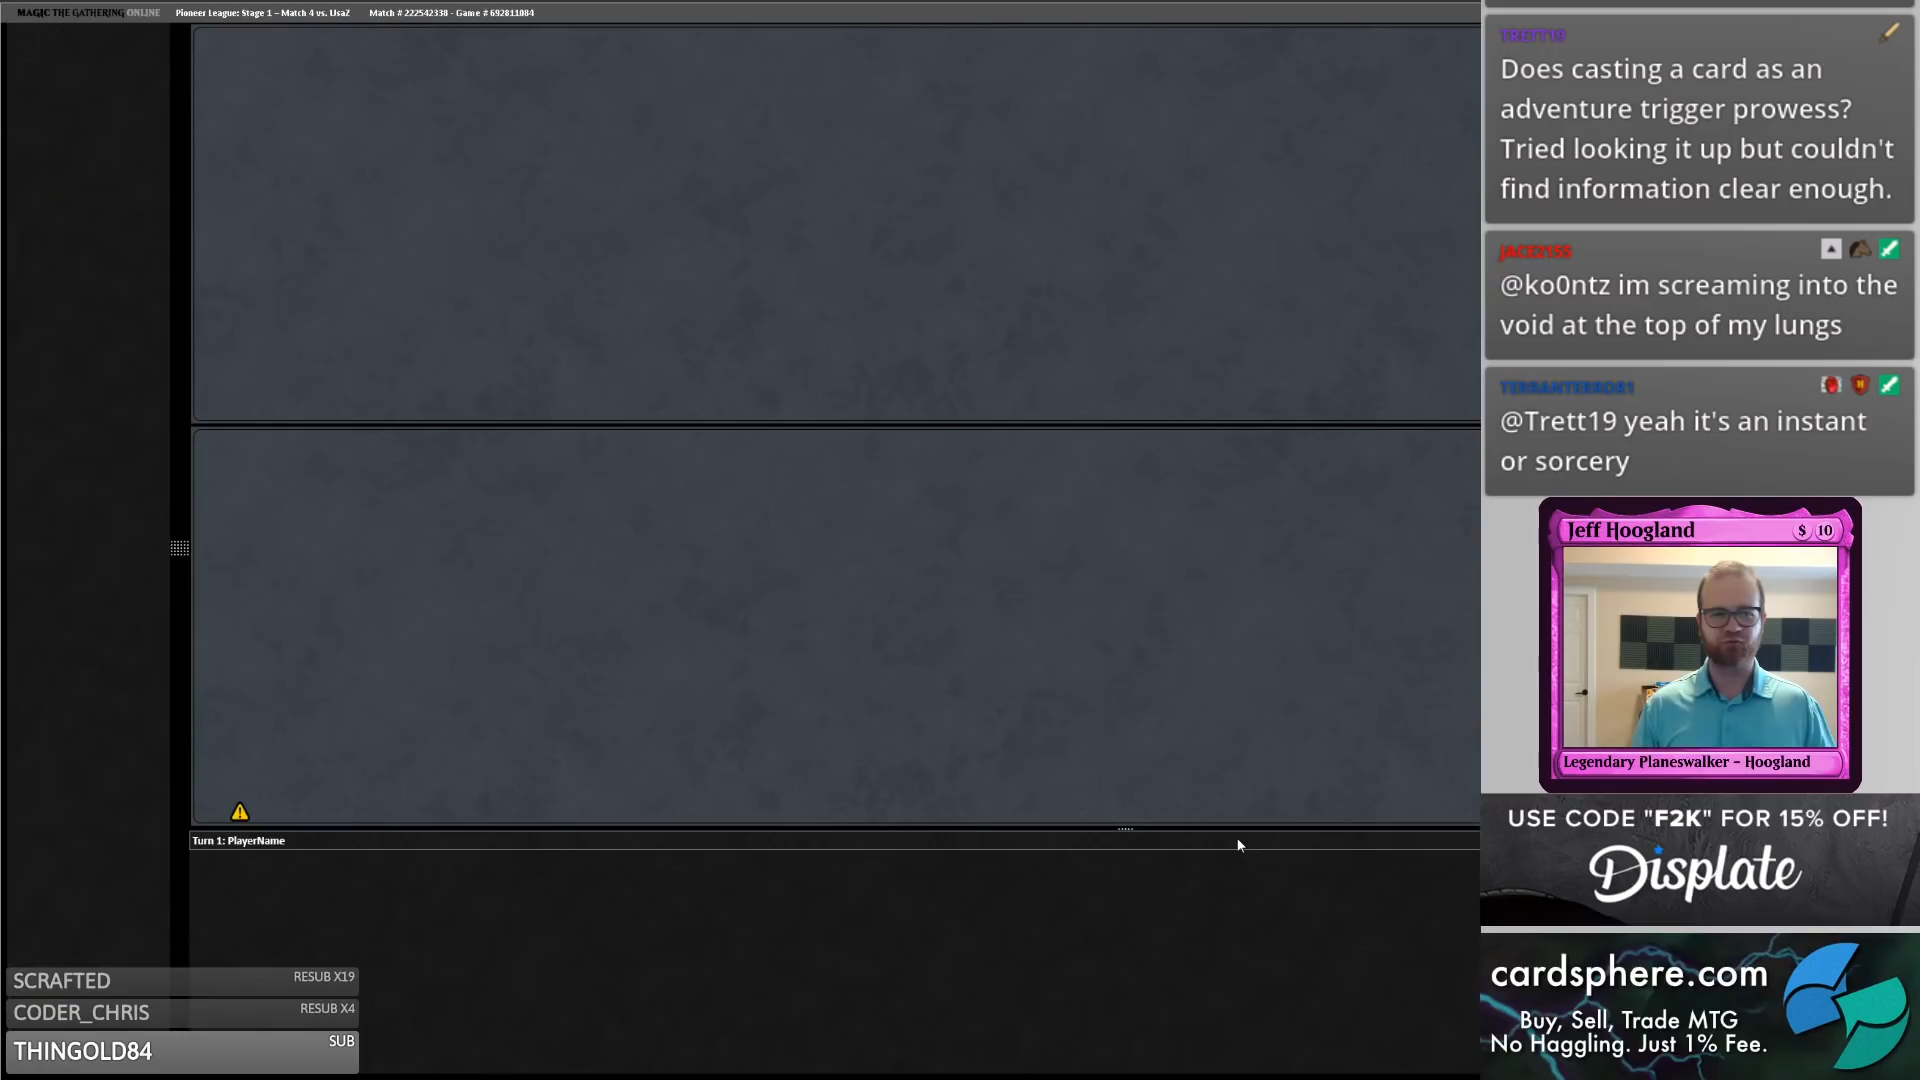 MAGIC THE GATHERING ONLINE Pioneer League: Stage 1 – Match 4 vs. UsaZ Match # 222542338 - Game # 692811084
TRETT19
Does casting a card as an
adventure trigger prowess?
Tried looking it up but couldn't
find information clear enough.
JACE2155
@ko0ntz im screaming into the
void at the top of my lungs
TERRANTERROR1
@Trett19 yeah it's an instant
or sorcery
Jeff Hoogland $ 10
Legendary Planeswalker – Hoogland
USE CODE "F2K" FOR 15% OFF!
Displate
Turn 1: PlayerName
cardsphere.com
Buy, Sell, Trade MTG
No Haggling. Just 1% Fee.
SCRAFTED RESUB X19
CODER_CHRIS RESUB X4
THINGOLD84 SUB